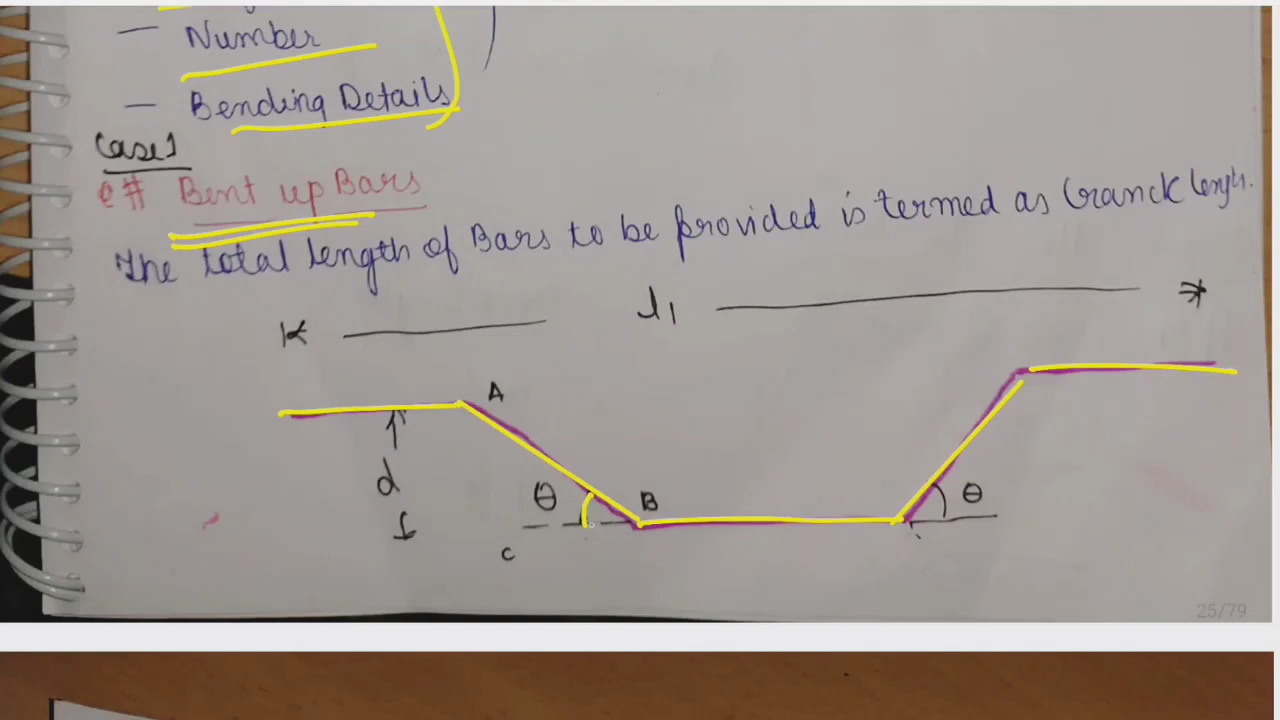 — Number
— Bending Details
Case 1
e# Bent up Bars
The total length of Bars to be provided is termed as Cranck length.
l1
A
d
θ
B
θ
C
25/79